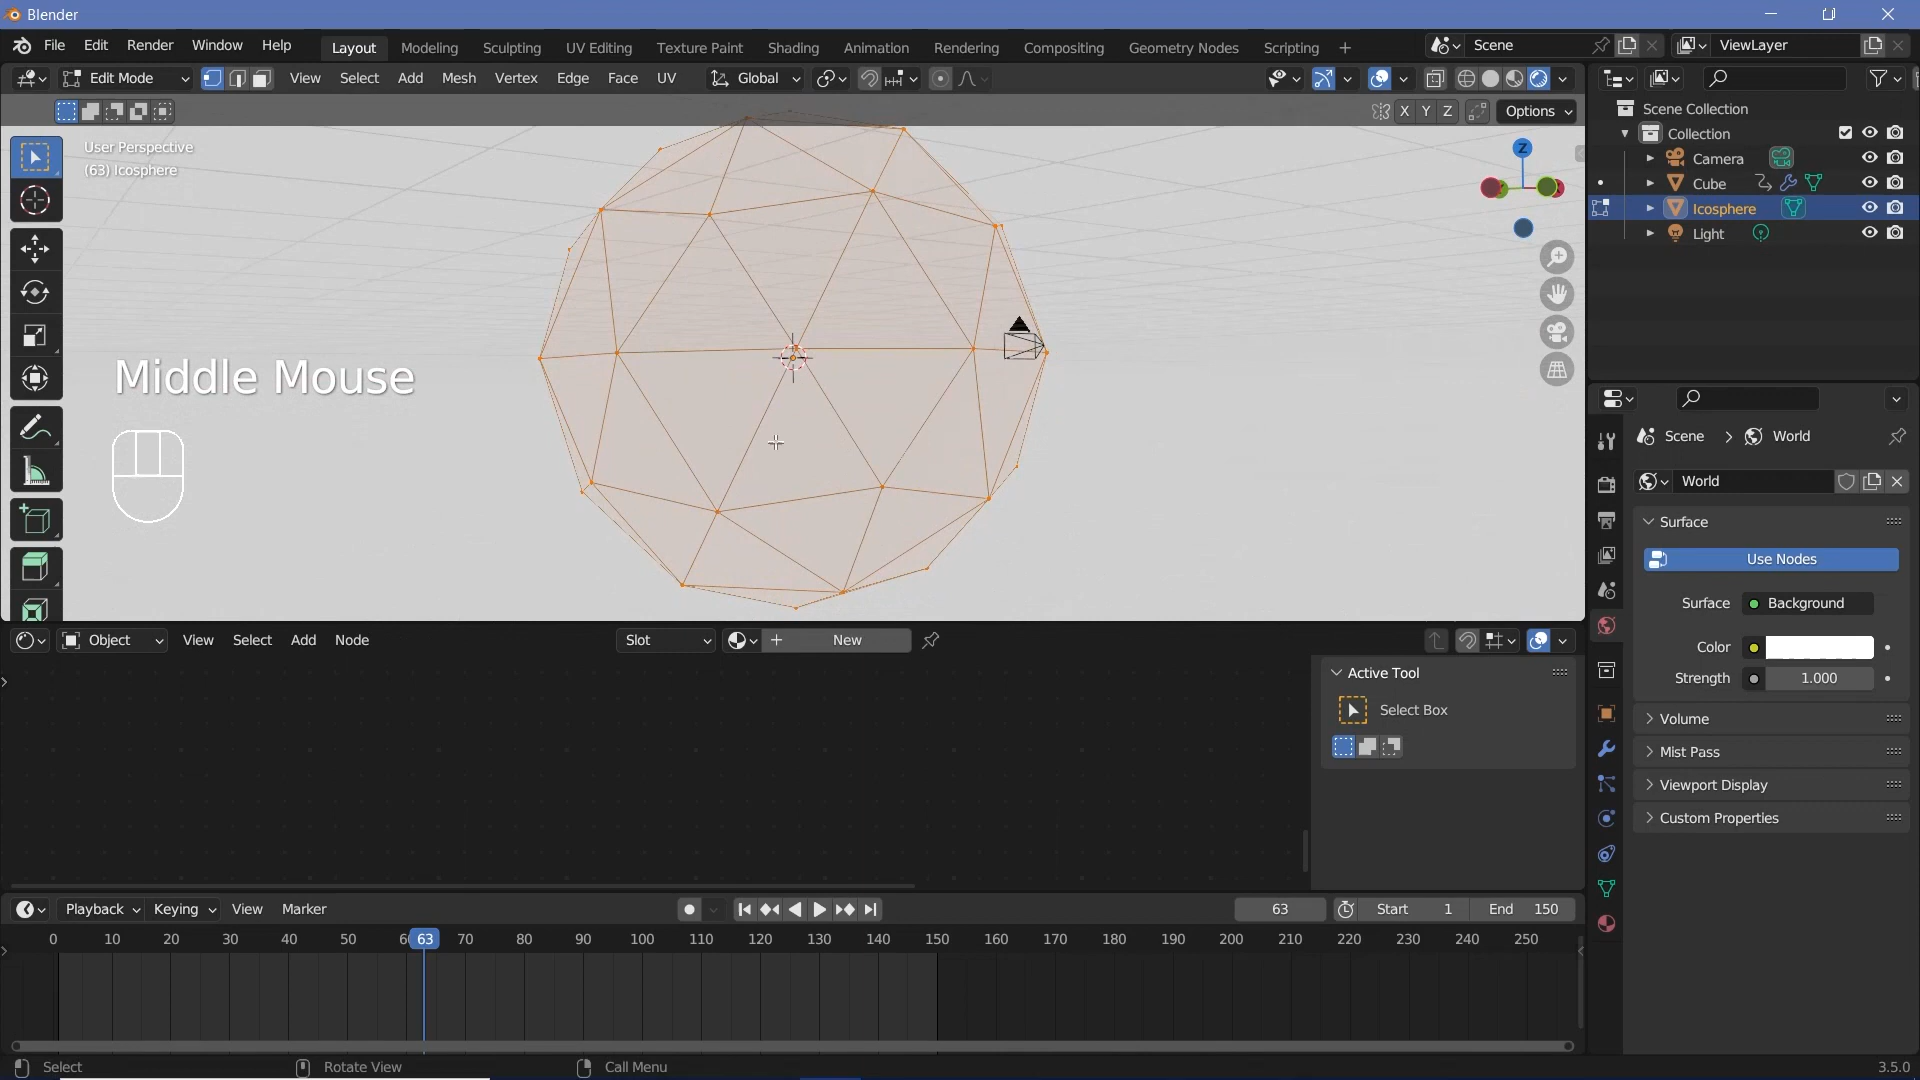 Blender
File Edit Render Window Help Layout Modeling Sculpting UV Editing Texture Paint Shading Animation Rendering Compositing Geometry Nodes Scripting + Scene ViewLayer
Edit Mode View Select Add Mesh Vertex Edge Face UV Global
X Y Z Options
User Perspective
(63) Icosphere
Z
Middle Mouse
Scene Collection
Collection
Camera
Cube
Icosphere
Light
Scene > World
World
Surface
Use Nodes
Surface Background
Color
Strength 1.000
Volume
Mist Pass
Viewport Display
Custom Properties
Object View Select Add Node Slot + New
Active Tool
Select Box
Playback Keying View Marker 63 Start 1 End 150
0 10 20 30 40 50 6 63 70 80 90 100 110 120 130 140 150 160 170 180 190 200 210 220 230 240 250
Select Rotate View Call Menu 3.5.0